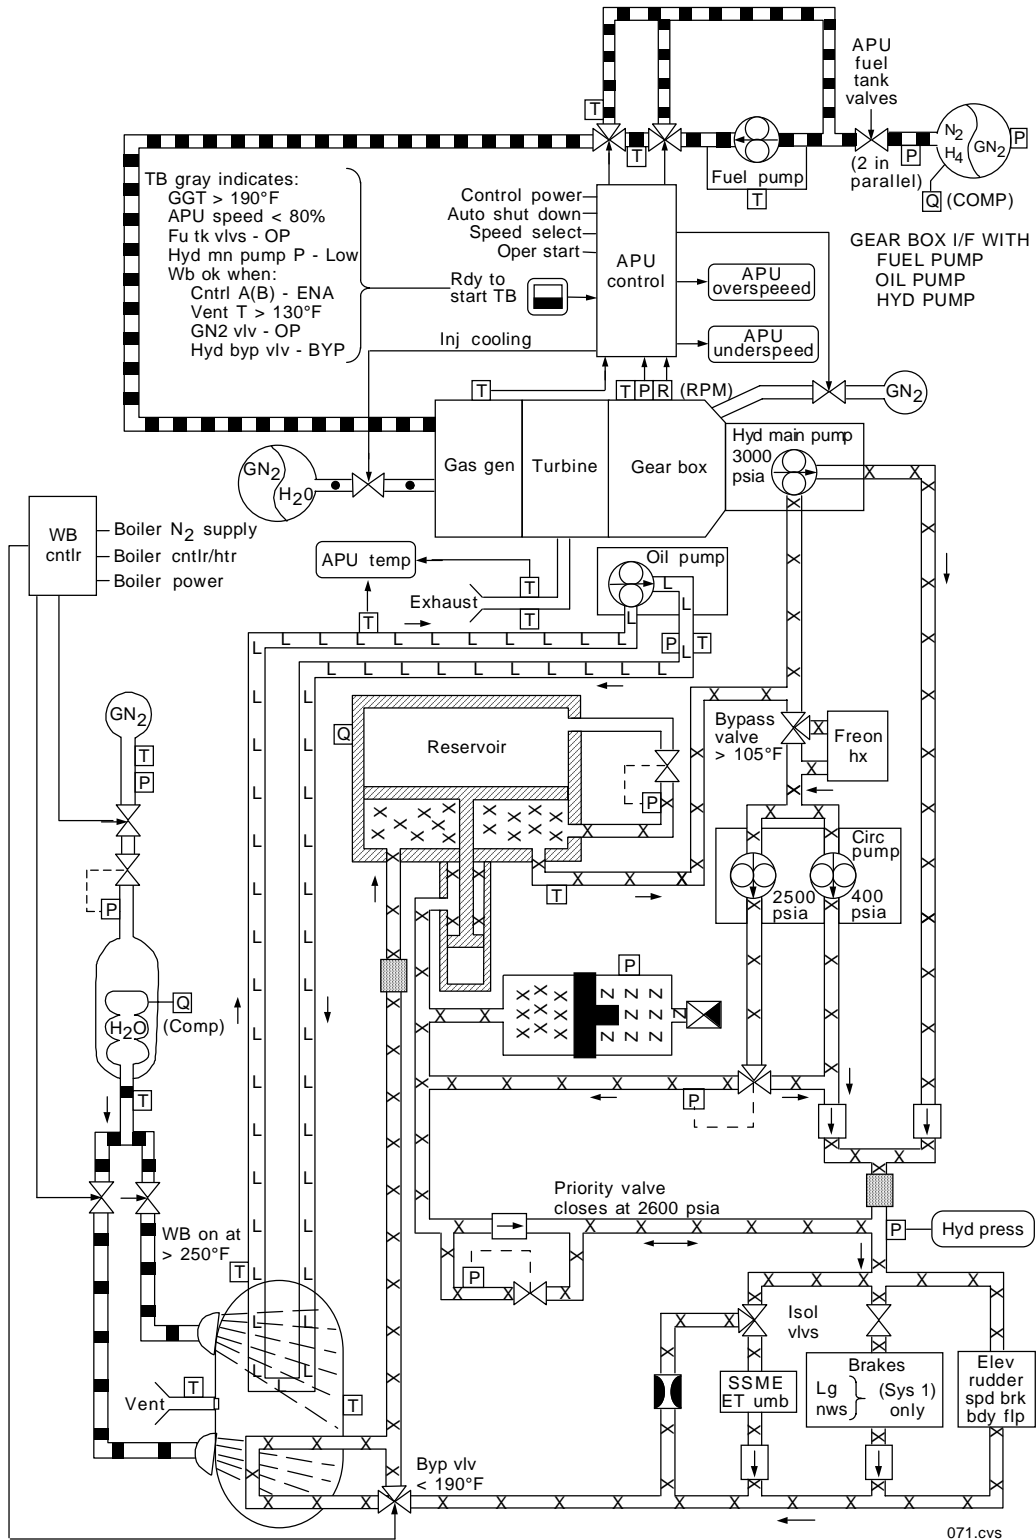 APU
fuel
tank
valves
T
T
N2
H4
GN2
P
P
(2 in
parallel)
Fuel pump
T
Q
(COMP)
TB gray indicates:
GGT > 190°F
APU speed < 80%
Fu tk vlvs - OP
Hyd mn pump P - Low
Wb ok when:
Cntrl A(B) - ENA
Vent T > 130°F
GN2 vlv - OP
Hyd byp vlv - BYP
Control power
Auto shut down
Speed select
Oper start
APU
control
GEAR BOX I/F WITH
FUEL PUMP
OIL PUMP
HYD PUMP
Rdy to
start TB
APU
overspeeed
Inj cooling
APU
underspeed
T
T
P
R
(RPM)
GN2
Gas gen
Turbine
Gear box
Hyd main pump
3000
psia
GN2
H20
WB
cntlr
Boiler N2 supply
Boiler cntlr/htr
Boiler power
APU temp
T
T
T
Exhaust
Oil pump
P
T
GN2
T
P
Q
Reservoir
P
Bypass
valve
> 105°F
Freon
hx
T
Circ
pump
2500
psia
400
psia
P
Q
H2O
(Comp)
P
T
P
Priority valve
closes at 2600 psia
P
P
Hyd press
WB on at
> 250°F
T
Isol
vlvs
Vent
T
T
SSME
ET umb
Brakes
Lg
nws
(Sys 1)
only
Elev
rudder
spd brk
bdy flp
Byp vlv
< 190°F
071.cvs